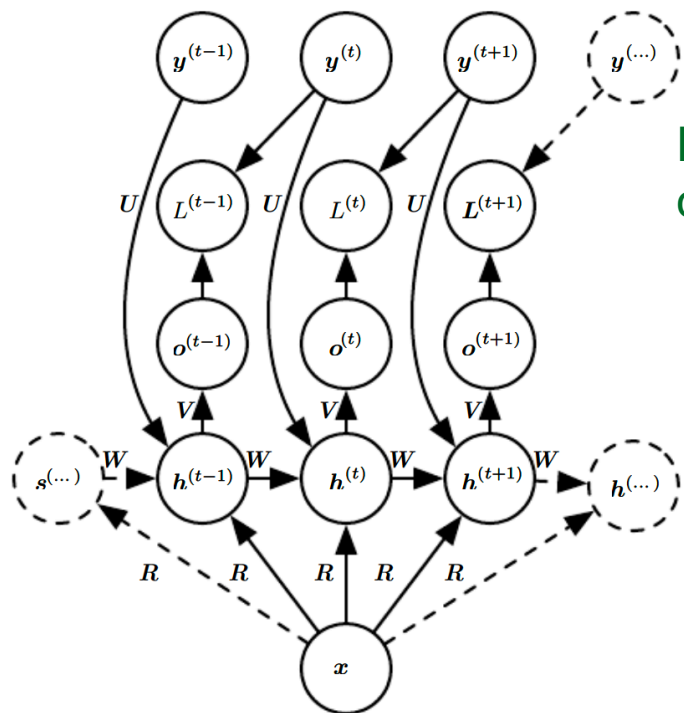 y^(t−1) y^(t) y^(t+1) y^(...)
U L^(t−1) U L^(t) U L^(t+1)
o^(t−1) o^(t) o^(t+1)
V V V
s^(...) W h^(t−1) W h^(t) W h^(t+1) W h^(...)
R R R R R
x